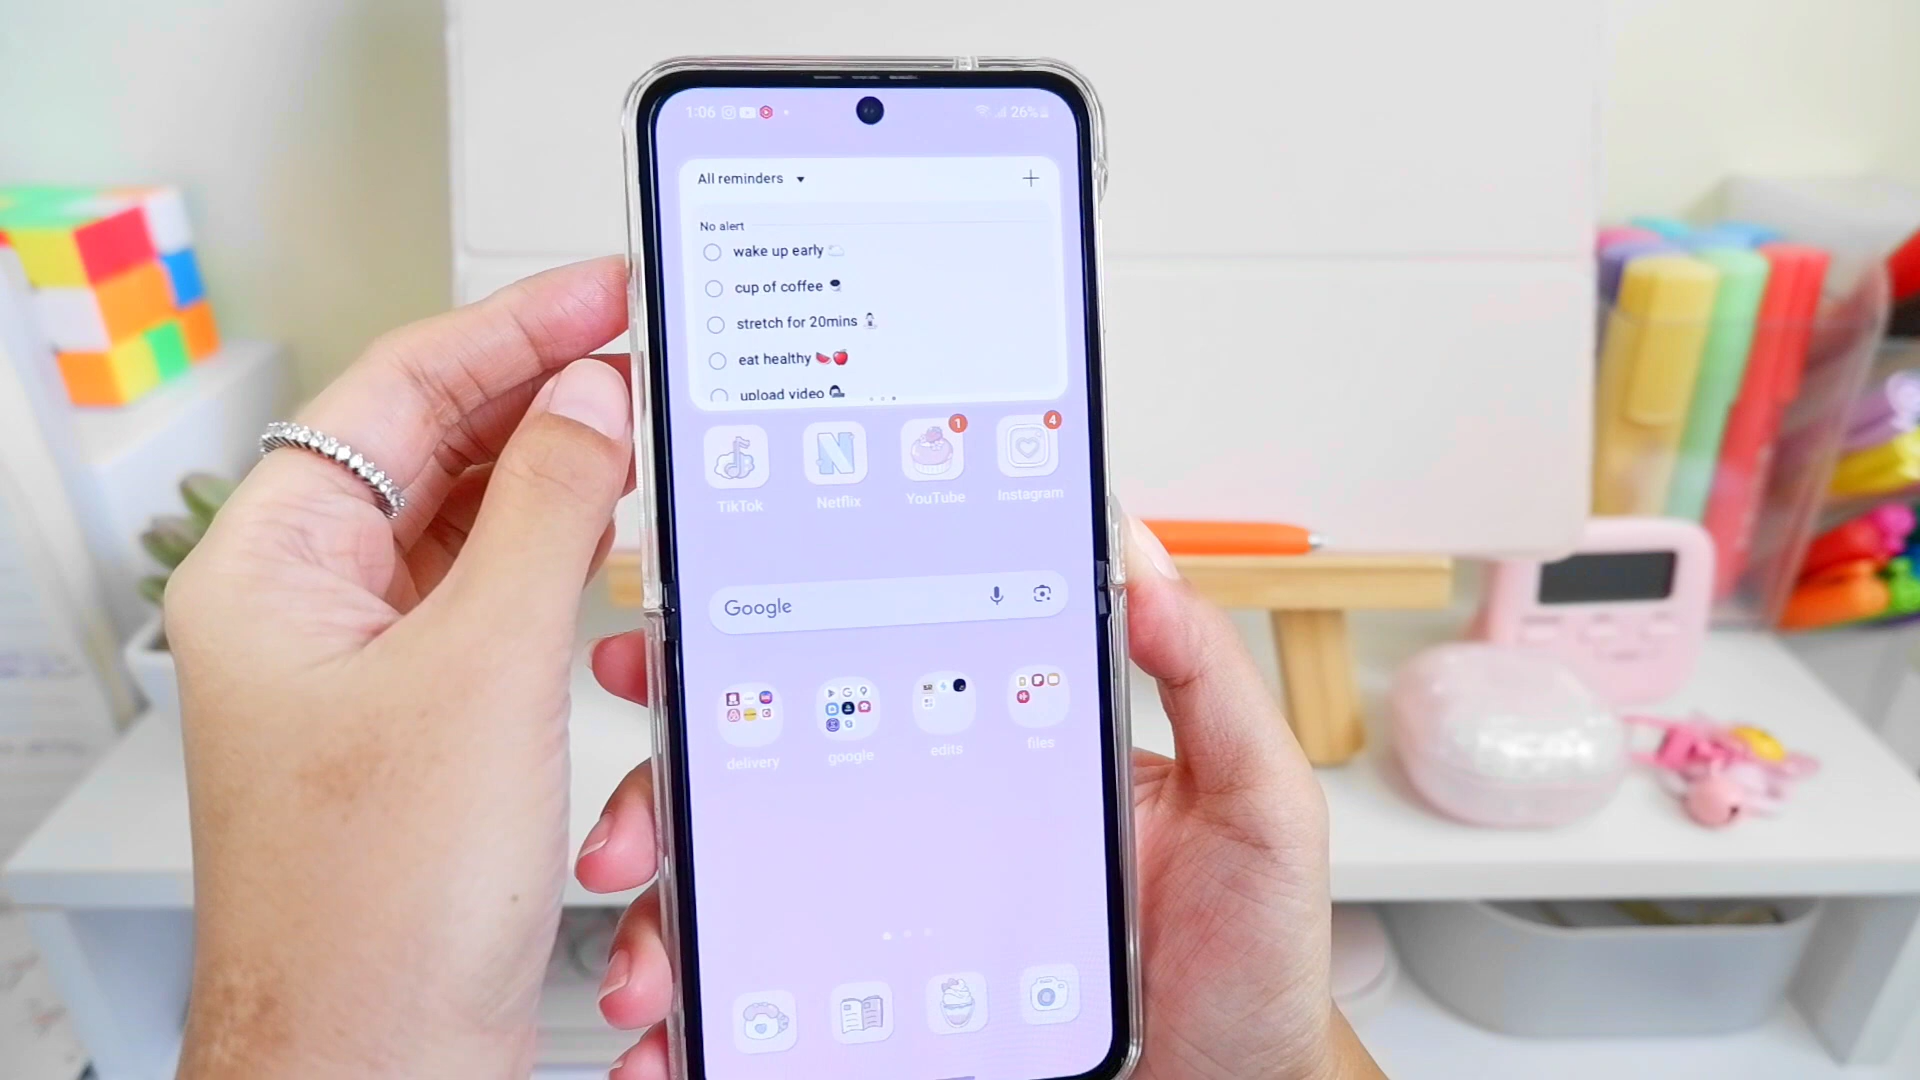 1:06
26%
All reminders
No alert
wake up early
cup of coffee
stretch for 20mins
eat healthy
upload video
1
4
N
TikTok
Netflix
YouTube
Instagram
Google
delivery
google
edits
files